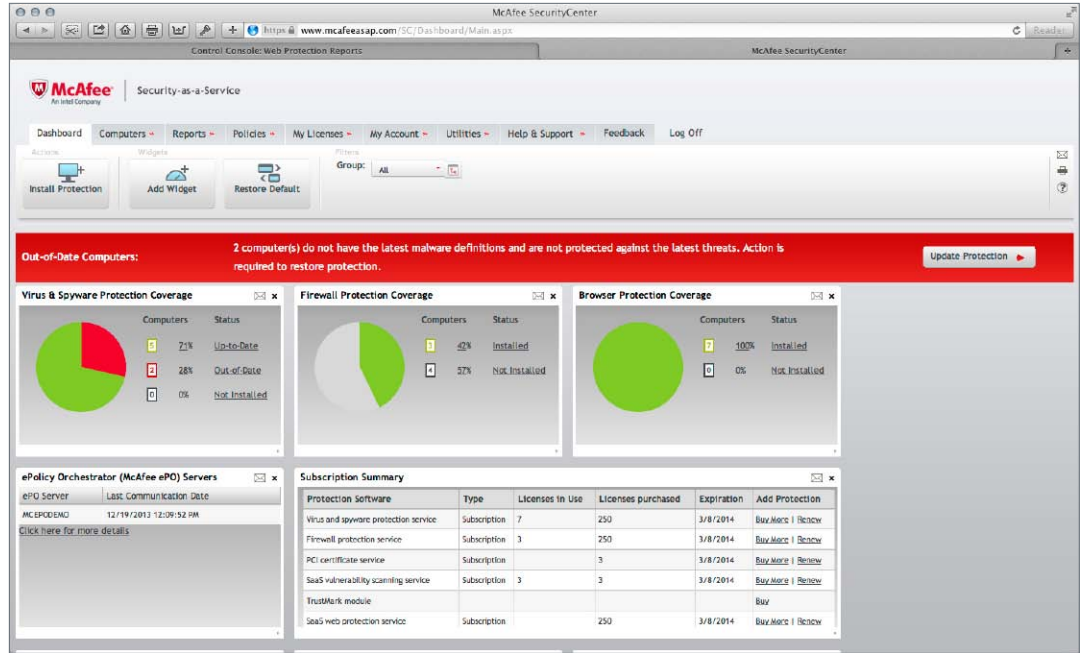 McAfee SecurityCenter
https www.mcafeeasap.com/SC/Dashboard/Main.aspx
Reader
Control Console: Web Protection Reports
McAfee SecurityCenter
McAfee
An Intel Company
Security-as-a-Service
Dashboard Computers Reports Policies My Licenses My Account Utilities Help & Support Feedback Log Off
Actions Widgets Filters
Install Protection
Add Widget
Restore Default
Group: All
Out-of-Date Computers:
2 computer(s) do not have the latest malware definitions and are not protected against the latest threats. Action is
required to restore protection.
Update Protection
Virus & Spyware Protection Coverage
Computers Status
5 71% Up-to-Date
2 28% Out-of-Date
0 0% Not Installed
Firewall Protection Coverage
Computers Status
3 42% Installed
4 57% Not Installed
Browser Protection Coverage
Computers Status
7 100% Installed
0 0% Not Installed
ePolicy Orchestrator (McAfee ePO) Servers
ePO Server Last Communication Date
MCEPODEMO 12/19/2013 12:09:52 PM
Click here for more details
Subscription Summary
Protection Software Type Licenses in Use Licenses purchased Expiration Add Protection
Virus and spyware protection service Subscription 7 250 3/8/2014 Buy More | Renew
Firewall protection service Subscription 3 250 3/8/2014 Buy More | Renew
PCI certificate service Subscription 3 3/8/2014 Buy More | Renew
SaaS vulnerability scanning service Subscription 3 3 3/8/2014 Buy More | Renew
TrustMark module Buy
SaaS web protection service Subscription 250 3/8/2014 Buy More | Renew